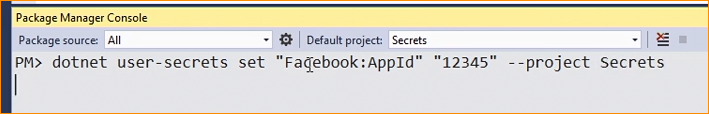 Package Manager Console
Package source: All Default project: Secrets
PM> dotnet user-secrets set "Facebook:AppId" "12345" --project Secrets